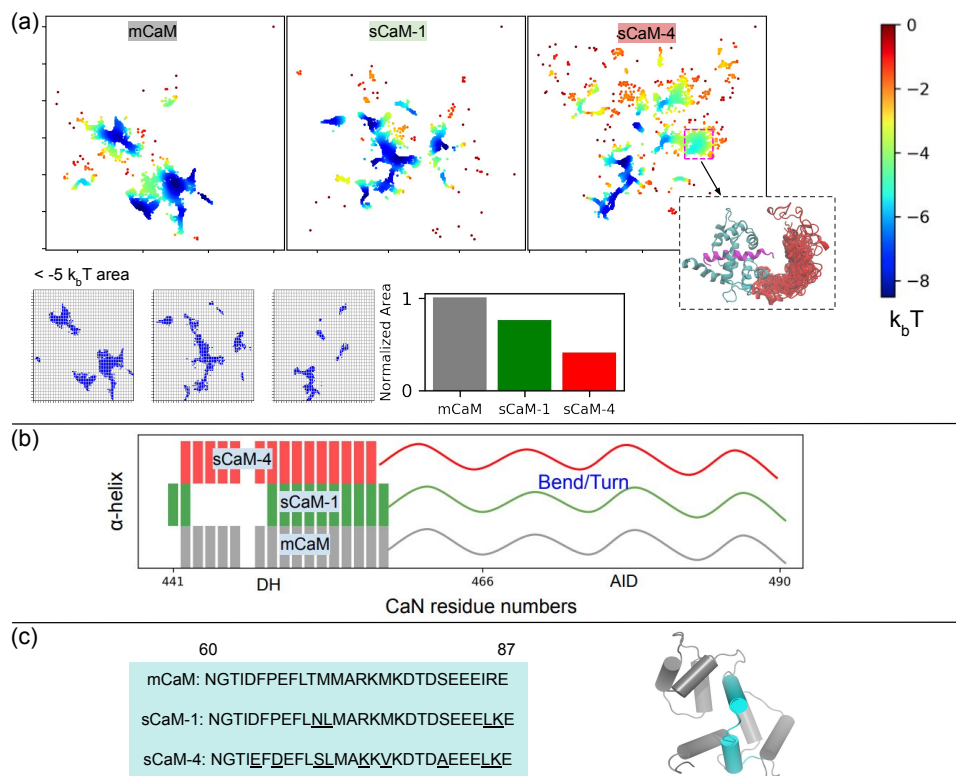 (a)
mCaM
sCaM-1
sCaM-4
0
−2
−4
−6
−8
k_bT
< -5 k_bT area
Normalized Area
1
0
mCaM
sCaM-1
sCaM-4
(b)
α-helix
sCaM-4
sCaM-1
mCaM
Bend/Turn
441
466
490
DH
AID
CaN residue numbers
(c)
60
87
mCaM: NGTIDFPEFLTMMARKMKDTDSEEEIRE
sCaM-1: NGTIDFPEFLNLMARKMKDTDSEEELKE
sCaM-4: NGTIEFDEFLSLMAKKVKDTDAEEELKE